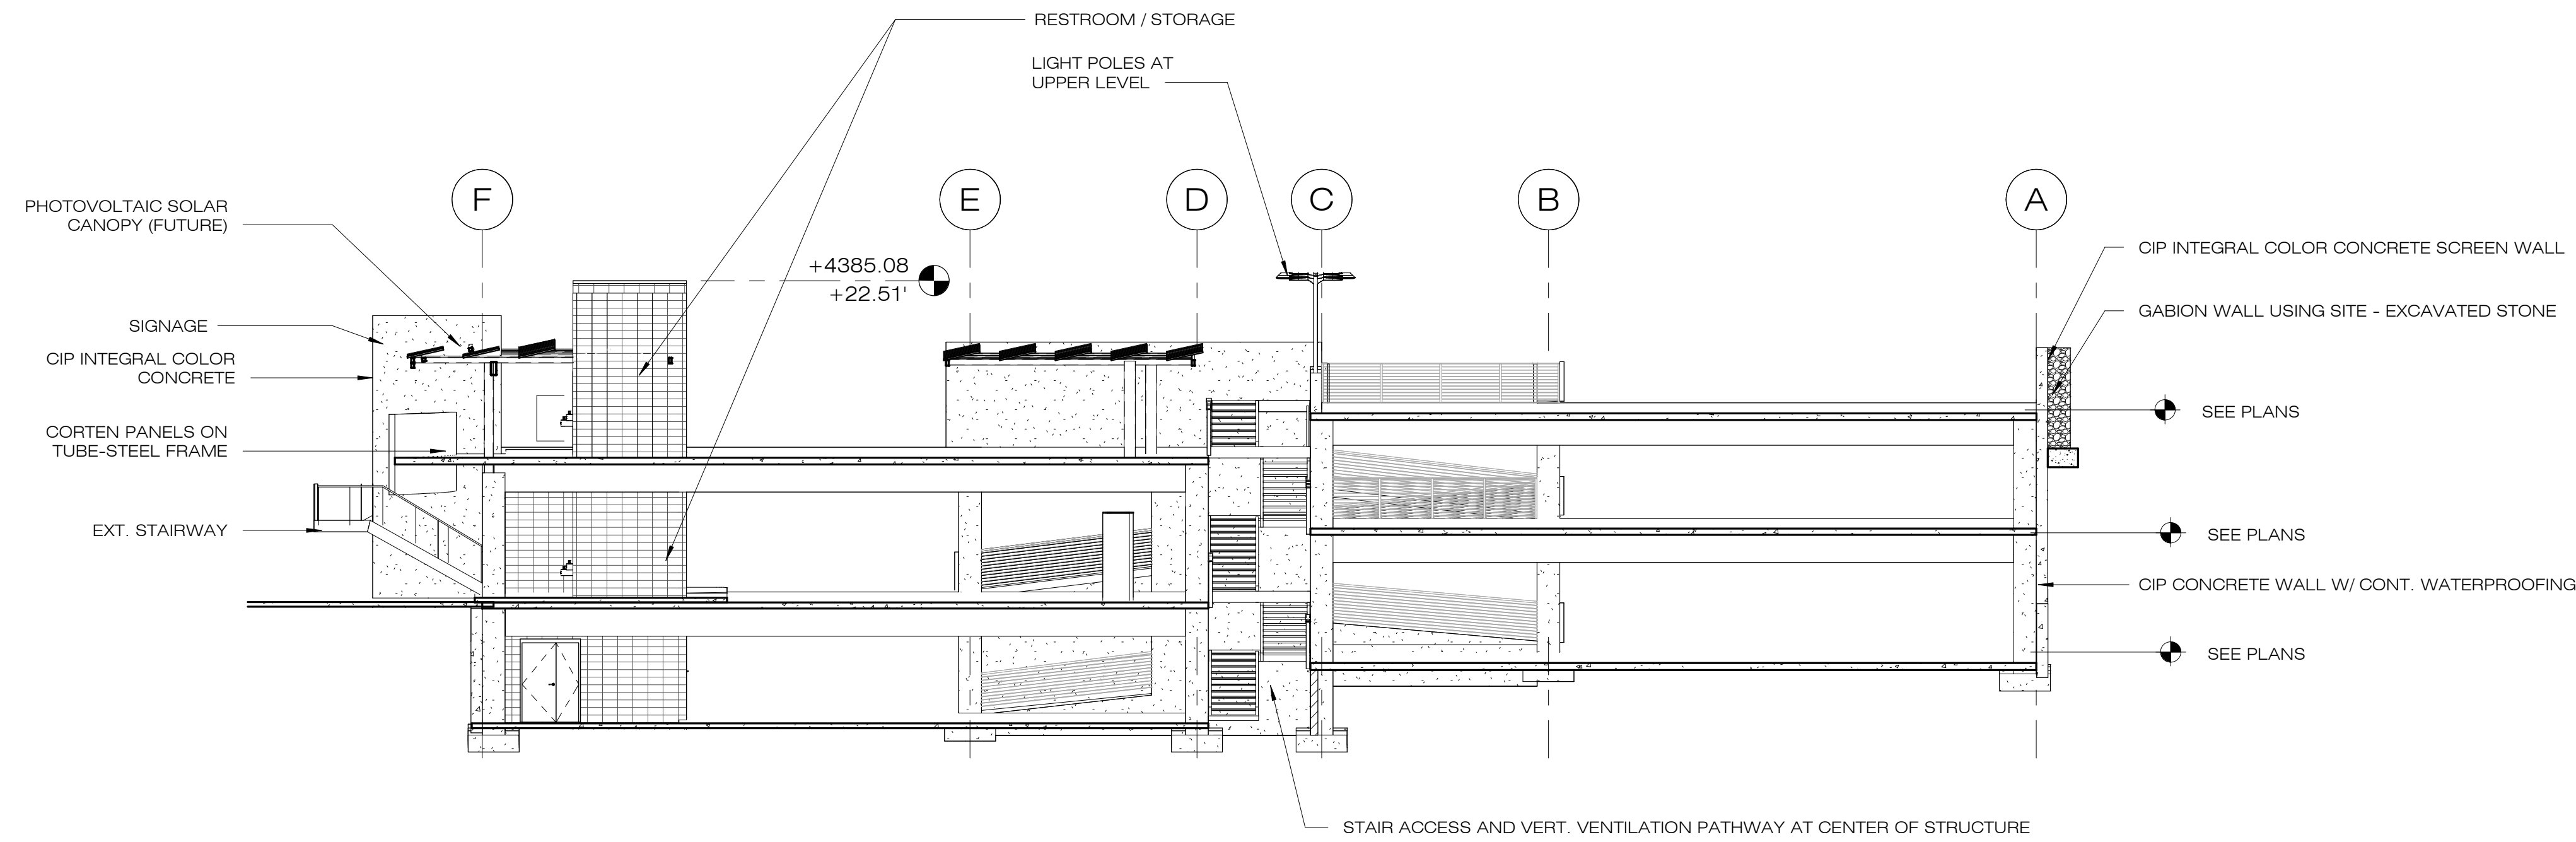 RESTROOM / STORAGE
LIGHT POLES AT
UPPER LEVEL
F
E
D
C
B
A
PHOTOVOLTAIC SOLAR
CANOPY (FUTURE)
+4385.08
+22.51'
SIGNAGE
CIP INTEGRAL COLOR
CONCRETE
CORTEN PANELS ON
TUBE-STEEL FRAME
EXT. STAIRWAY
CIP INTEGRAL COLOR CONCRETE SCREEN WALL
GABION WALL USING SITE - EXCAVATED STONE
SEE PLANS
SEE PLANS
CIP CONCRETE WALL W/ CONT. WATERPROOFING
SEE PLANS
STAIR ACCESS AND VERT. VENTILATION PATHWAY AT CENTER OF STRUCTURE